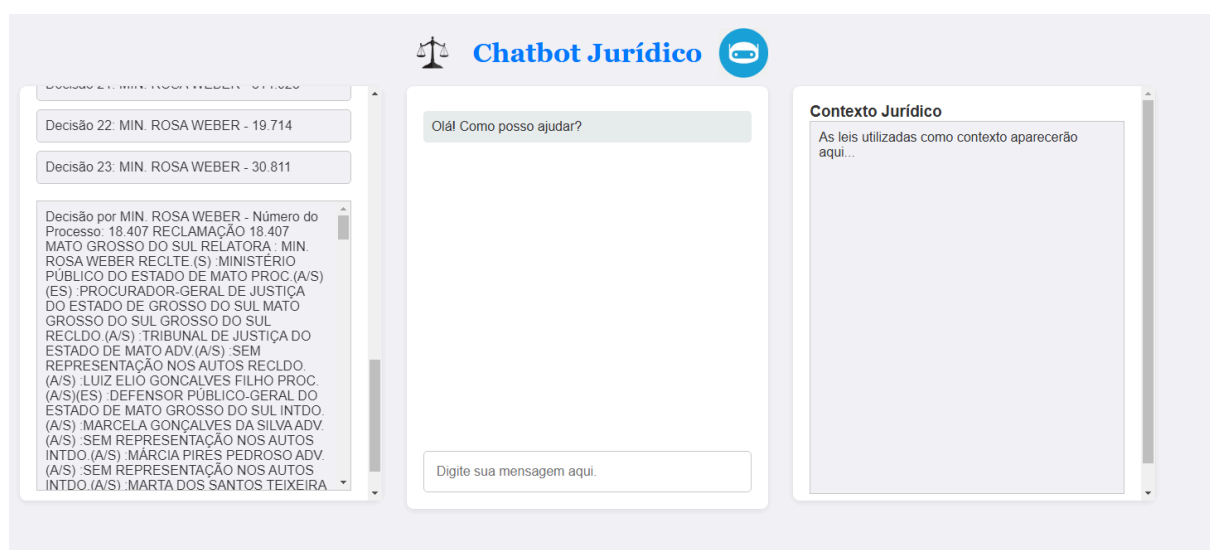 Chatbot Jurídico
Decisão 22: MIN. ROSA WEBER - 19.714
Decisão 23: MIN. ROSA WEBER - 30.811
Decisão por MIN. ROSA WEBER - Número do
Processo: 18.407 RECLAMAÇÃO 18.407
MATO GROSSO DO SUL RELATORA : MIN.
ROSA WEBER RECLTE.(S) :MINISTÉRIO
PÚBLICO DO ESTADO DE MATO PROC.(A/S)
(ES) :PROCURADOR-GERAL DE JUSTIÇA
DO ESTADO DE GROSSO DO SUL MATO
GROSSO DO SUL GROSSO DO SUL
RECLDO.(A/S) :TRIBUNAL DE JUSTIÇA DO
ESTADO DE MATO ADV.(A/S) :SEM
REPRESENTAÇÃO NOS AUTOS RECLDO.
(A/S) :LUIZ ELIO GONCALVES FILHO PROC.
(A/S)(ES) :DEFENSOR PÚBLICO-GERAL DO
ESTADO DE MATO GROSSO DO SUL INTDO.
(A/S) :MARCELA GONÇALVES DA SILVA ADV.
(A/S) :SEM REPRESENTAÇÃO NOS AUTOS
INTDO.(A/S) :MÁRCIA PIRES PEDROSO ADV.
(A/S) :SEM REPRESENTAÇÃO NOS AUTOS
INTDO.(A/S) :MARTA DOS SANTOS TEIXEIRA
Olá! Como posso ajudar?
Digite sua mensagem aqui.
Contexto Jurídico
As leis utilizadas como contexto aparecerão
aqui...